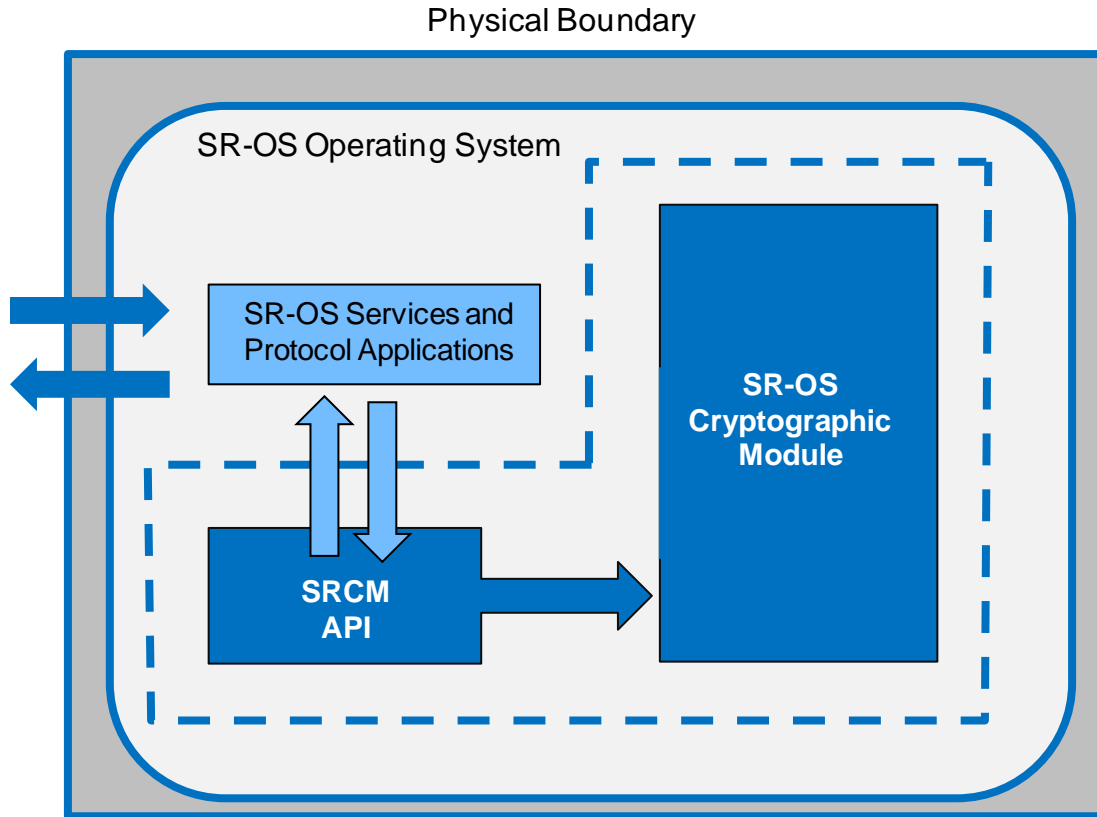 Physical Boundary
SR-OS Operating System
SR-OS Services and
Protocol Applications
SR-OS
Cryptographic
Module
SRCM
API